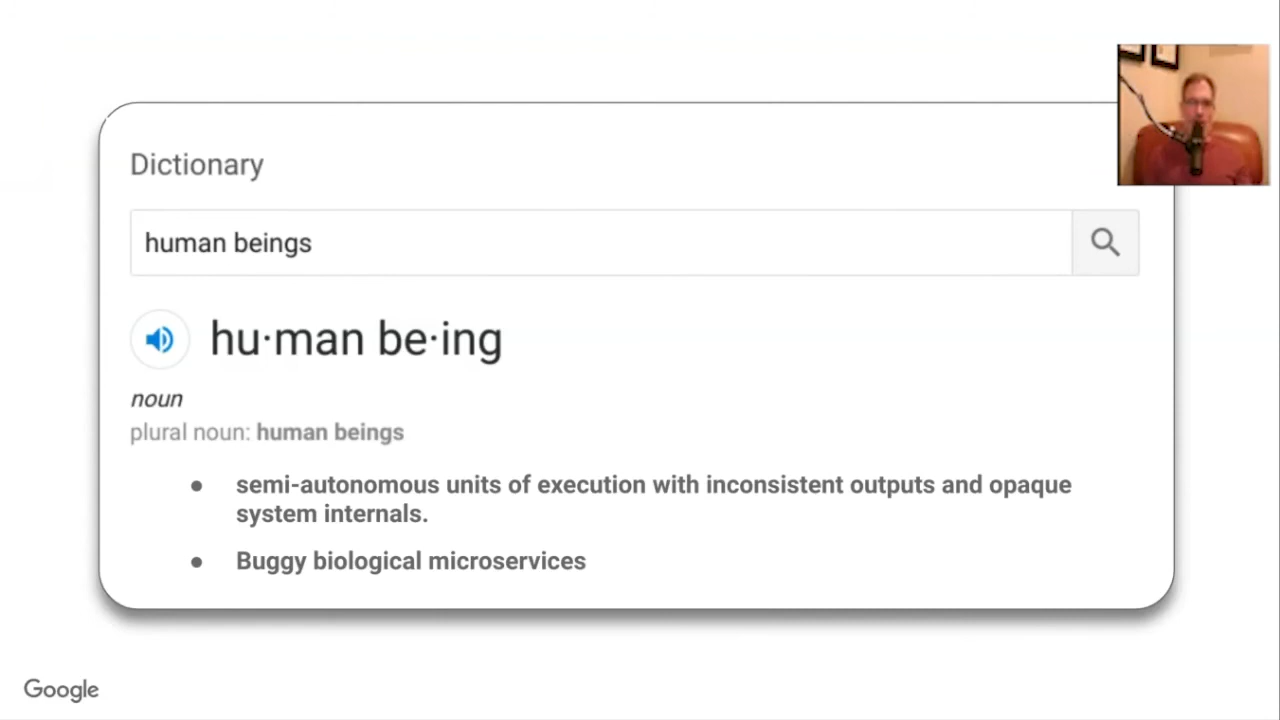 Dictionary
human beings
hu·man be·ing
noun
plural noun: human beings
● semi-autonomous units of execution with inconsistent outputs and opaque
system internals.
● Buggy biological microservices
Google